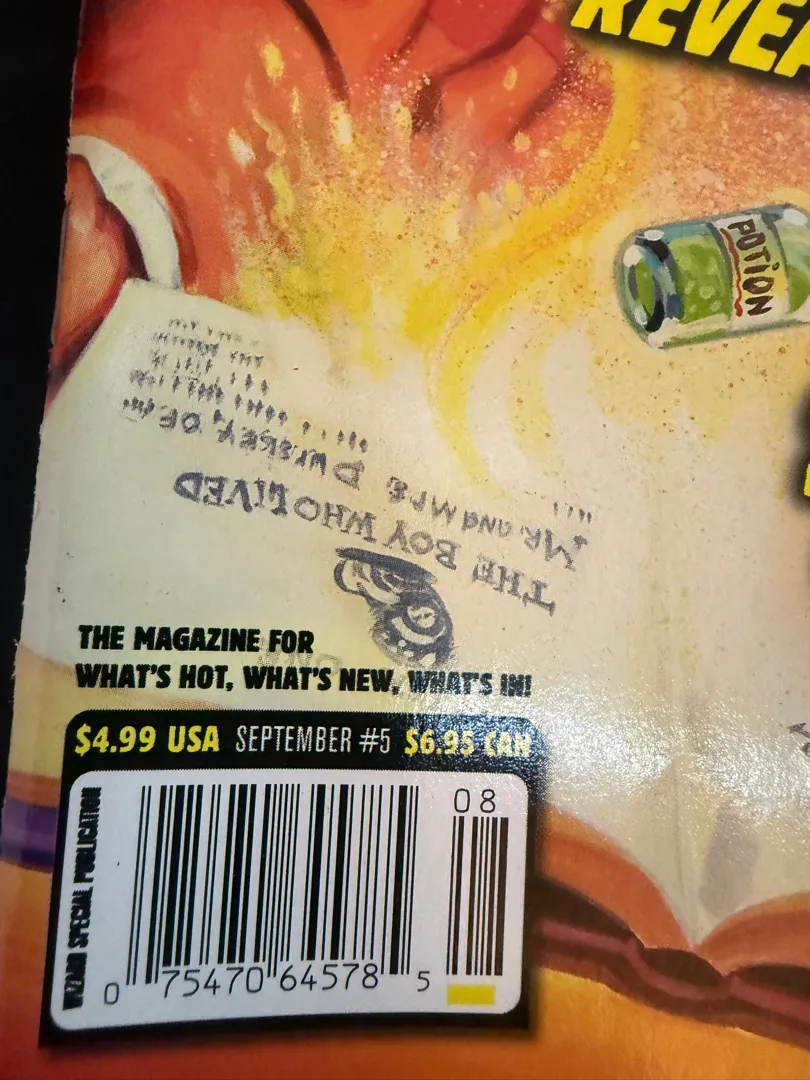 REVE
POTION
THE BOY WHO LIVED
MR. AND MRS. DURSLEY, OF
THE MAGAZINE FOR
WHAT'S HOT, WHAT'S NEW, WHAT'S IN!
$4.99 USA SEPTEMBER #5 $6.95 CAN
WIZARD SPECIAL PUBLICATION
08
0 75470 64578 5